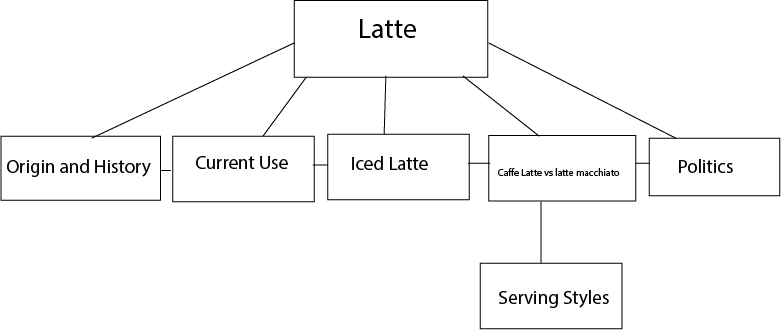 Latte
Origin and History
Current Use
Iced Latte
Caffe Latte vs latte macchiato
Politics
Serving Styles